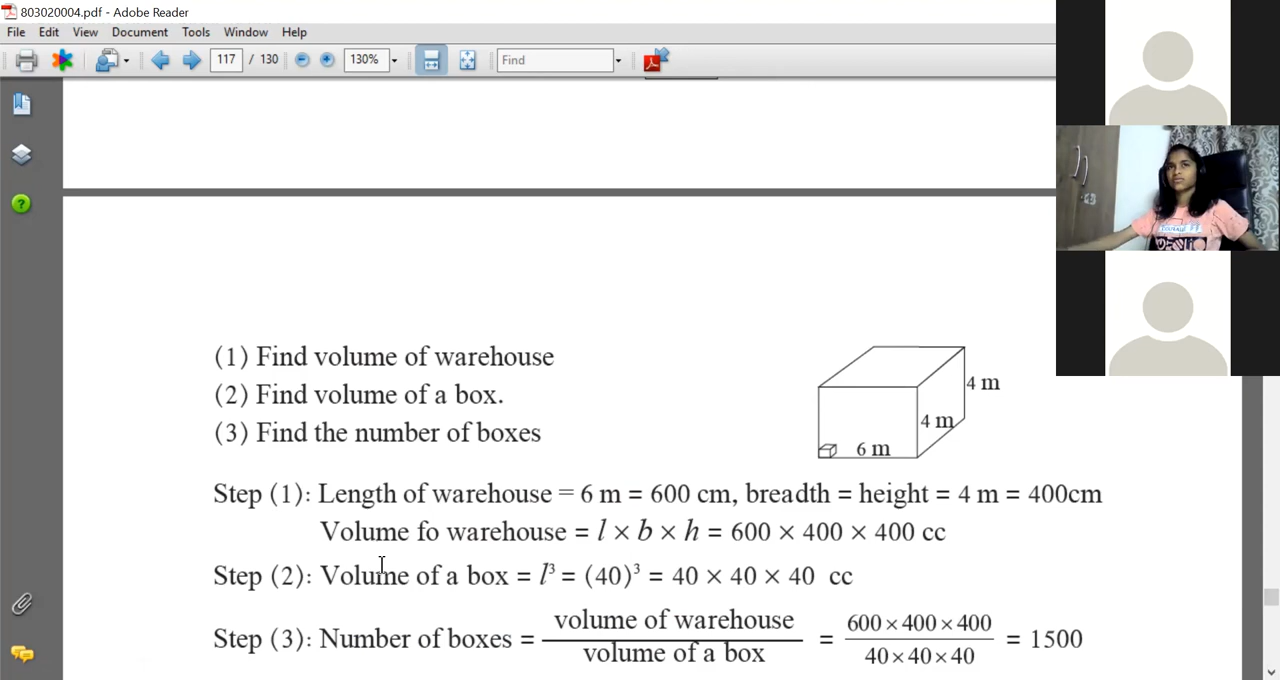 803020004.pdf - Adobe Reader
File Edit View Document Tools Window Help
117 / 130 130% Find
(1) Find volume of warehouse
(2) Find volume of a box.
(3) Find the number of boxes
4 m
4 m
6 m
Step (1): Length of warehouse = 6 m = 600 cm, breadth = height = 4 m = 400cm
Volume fo warehouse = l × b × h = 600 × 400 × 400 cc
Step (2): Volume of a box = l³ = (40)³ = 40 × 40 × 40 cc
Step (3): Number of boxes = volume of warehouse / volume of a box = 600 × 400 × 400 / 40 × 40 × 40 = 1500